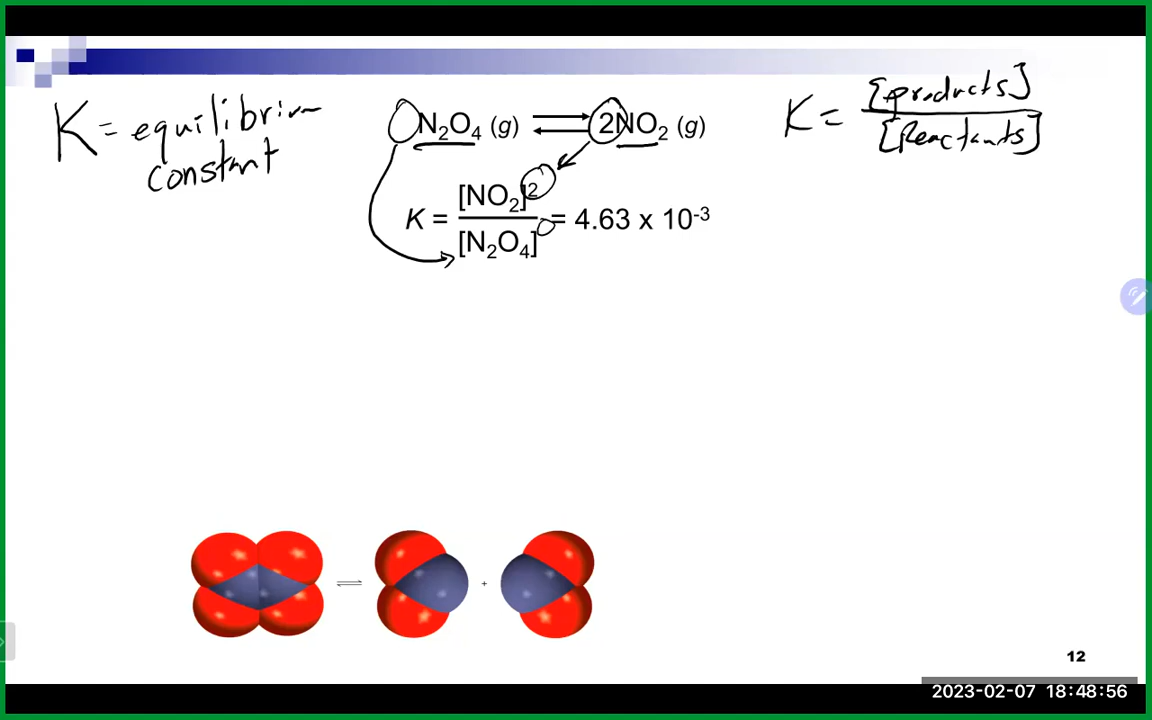 K = equilibrium
constant
N₂O₄ (g) ⇌ 2NO₂ (g)
K = [products]
[Reactants]
K = [NO₂]² = 4.63 x 10⁻³
[N₂O₄]
⇌ +
12
2023-02-07 18:48:56